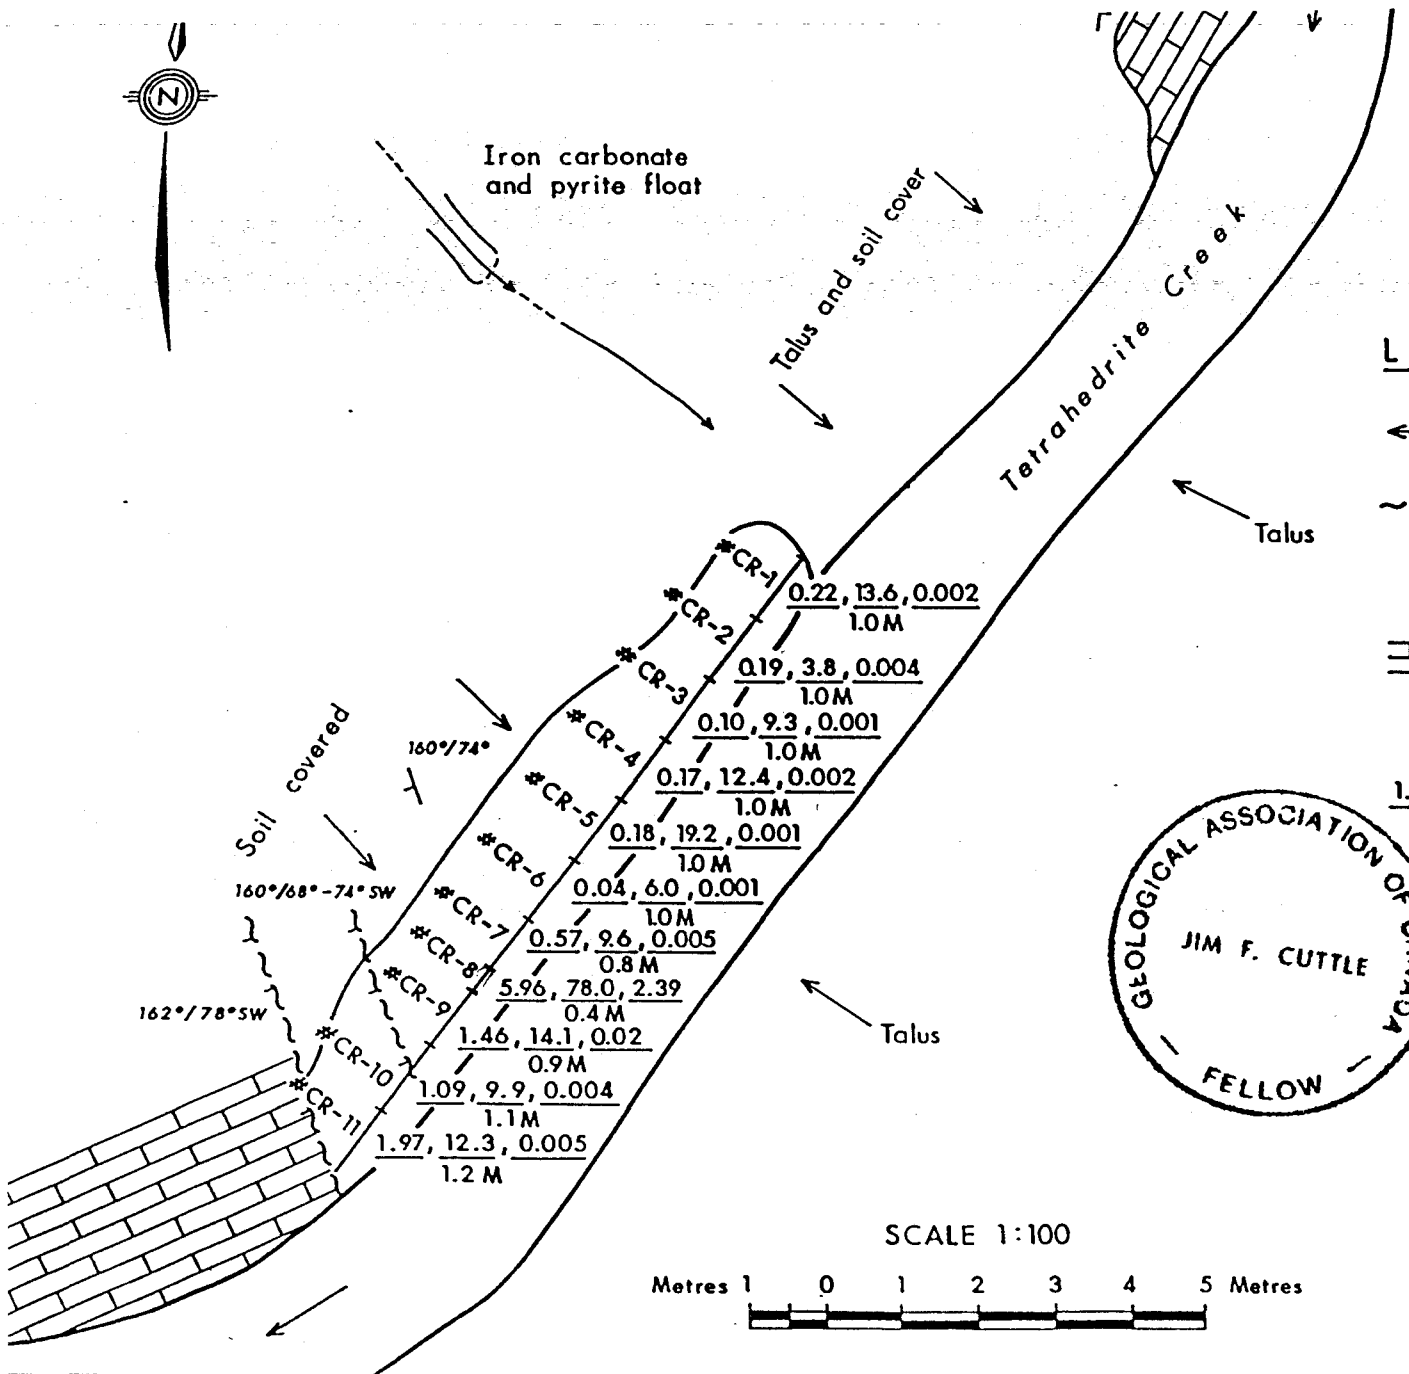 N
Iron carbonate
and pyrite float
Talus and soil cover
Tetrahedrite Creek
L
Talus
*CR-1
0.22, 13.6, 0.002
1.0 M
*CR-2
0.19, 3.8, 0.004
1.0 M
*CR-3
0.10, 9.3, 0.001
1.0 M
*CR-4
0.17, 12.4, 0.002
1.0 M
*CR-5
0.18, 19.2, 0.001
1.0 M
*CR-6
0.04, 6.0, 0.001
1.0 M
*CR-7
0.57, 9.6, 0.005
0.8 M
*CR-8
5.96, 78.0, 2.39
0.4 M
*CR-9
1.46, 14.1, 0.02
0.9 M
*CR-10
1.09, 9.9, 0.004
1.1 M
*CR-11
1.97, 12.3, 0.005
1.2 M
160°/74°
Soil covered
160°/68°-74° SW
162°/78° SW
1.
GEOLOGICAL ASSOCIATION OF CANADA
JIM F. CUTTLE
— FELLOW —
Talus
SCALE 1:100
Metres 1 0 1 2 3 4 5 Metres